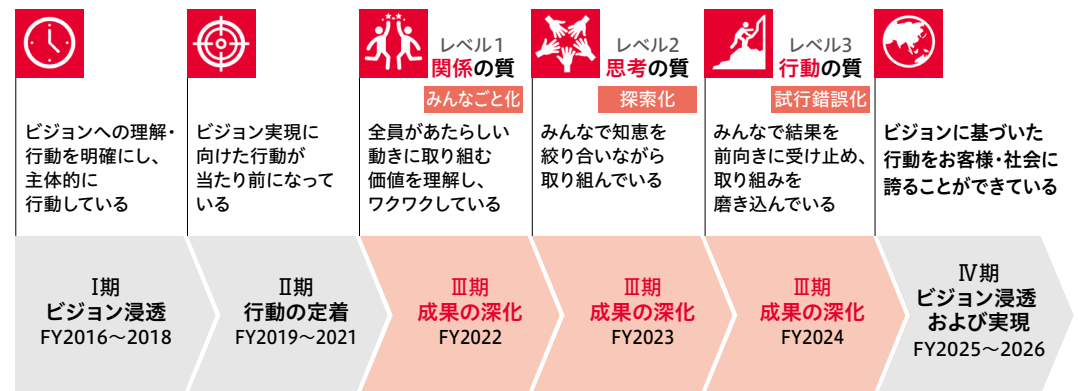 ビジョンへの理解・
行動を明確にし、
主体的に
行動している
ビジョン実現に
向けた行動が
当たり前になって
いる
レベル1
関係の質
みんなごと化
全員があたらしい
動きに取り組む
価値を理解し、
ワクワクしている
レベル2
思考の質
探索化
みんなで知恵を
絞り合いながら
取り組んでいる
レベル3
行動の質
試行錯誤化
みんなで結果を
前向きに受け止め、
取り組みを
磨き込んでいる
ビジョンに基づいた
行動をお客様・社会に
誇ることができている
Ⅰ期
ビジョン浸透
FY2016～2018
Ⅱ期
行動の定着
FY2019～2021
Ⅲ期
成果の深化
FY2022
Ⅲ期
成果の深化
FY2023
Ⅲ期
成果の深化
FY2024
Ⅳ期
ビジョン浸透
および実現
FY2025～2026